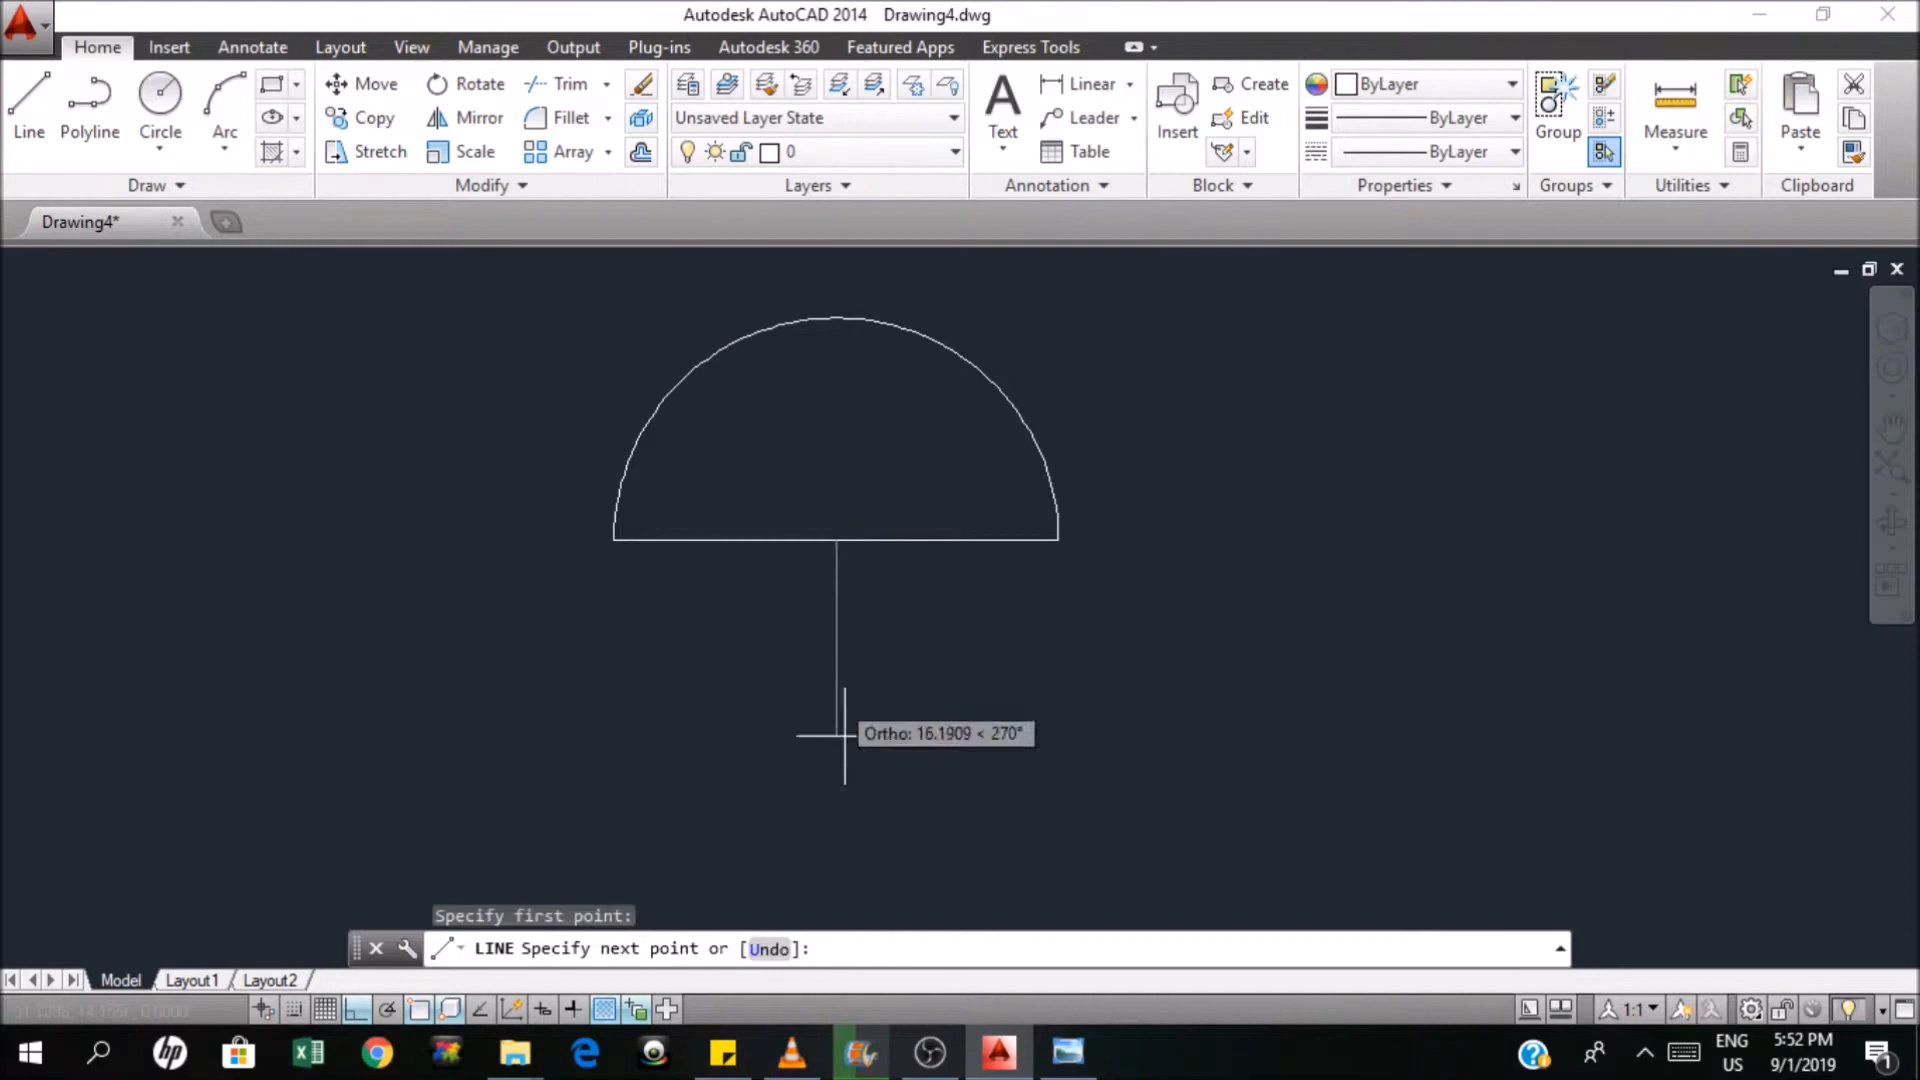 Autodesk AutoCAD 2014 Drawing4.dwg
Home Insert Annotate Layout View Manage Output Plug-ins Autodesk 360 Featured Apps Express Tools
Line
Polyline
Circle
Arc
Draw
Move Rotate Trim
Copy Mirror Fillet
Stretch Scale Array
Modify
Unsaved Layer State
0
Layers
Text
Linear
Leader
Table
Annotation
Insert
Create
Edit
Block
ByLayer
ByLayer
ByLayer
Properties
Group
Groups
Measure
Utilities
Paste
Clipboard
Drawing4*
Ortho: 16.1909 < 270°
Specify first point:
LINE Specify next point or [Undo]:
Model Layout1 Layout2
1:1
ENG
US
5:52 PM
9/1/2019
1